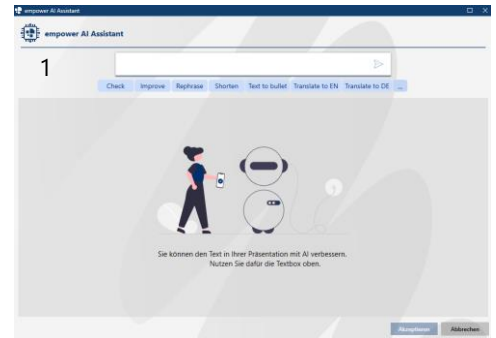 empower AI Assistant
empower AI Assistant
1
Check Improve Rephrase Shorten Text to bullet Translate to EN Translate to DE ...
Sie können den Text in Ihrer Präsentation mit AI verbessern.
Nutzen Sie dafür die Textbox oben.
Akzeptieren Abbrechen